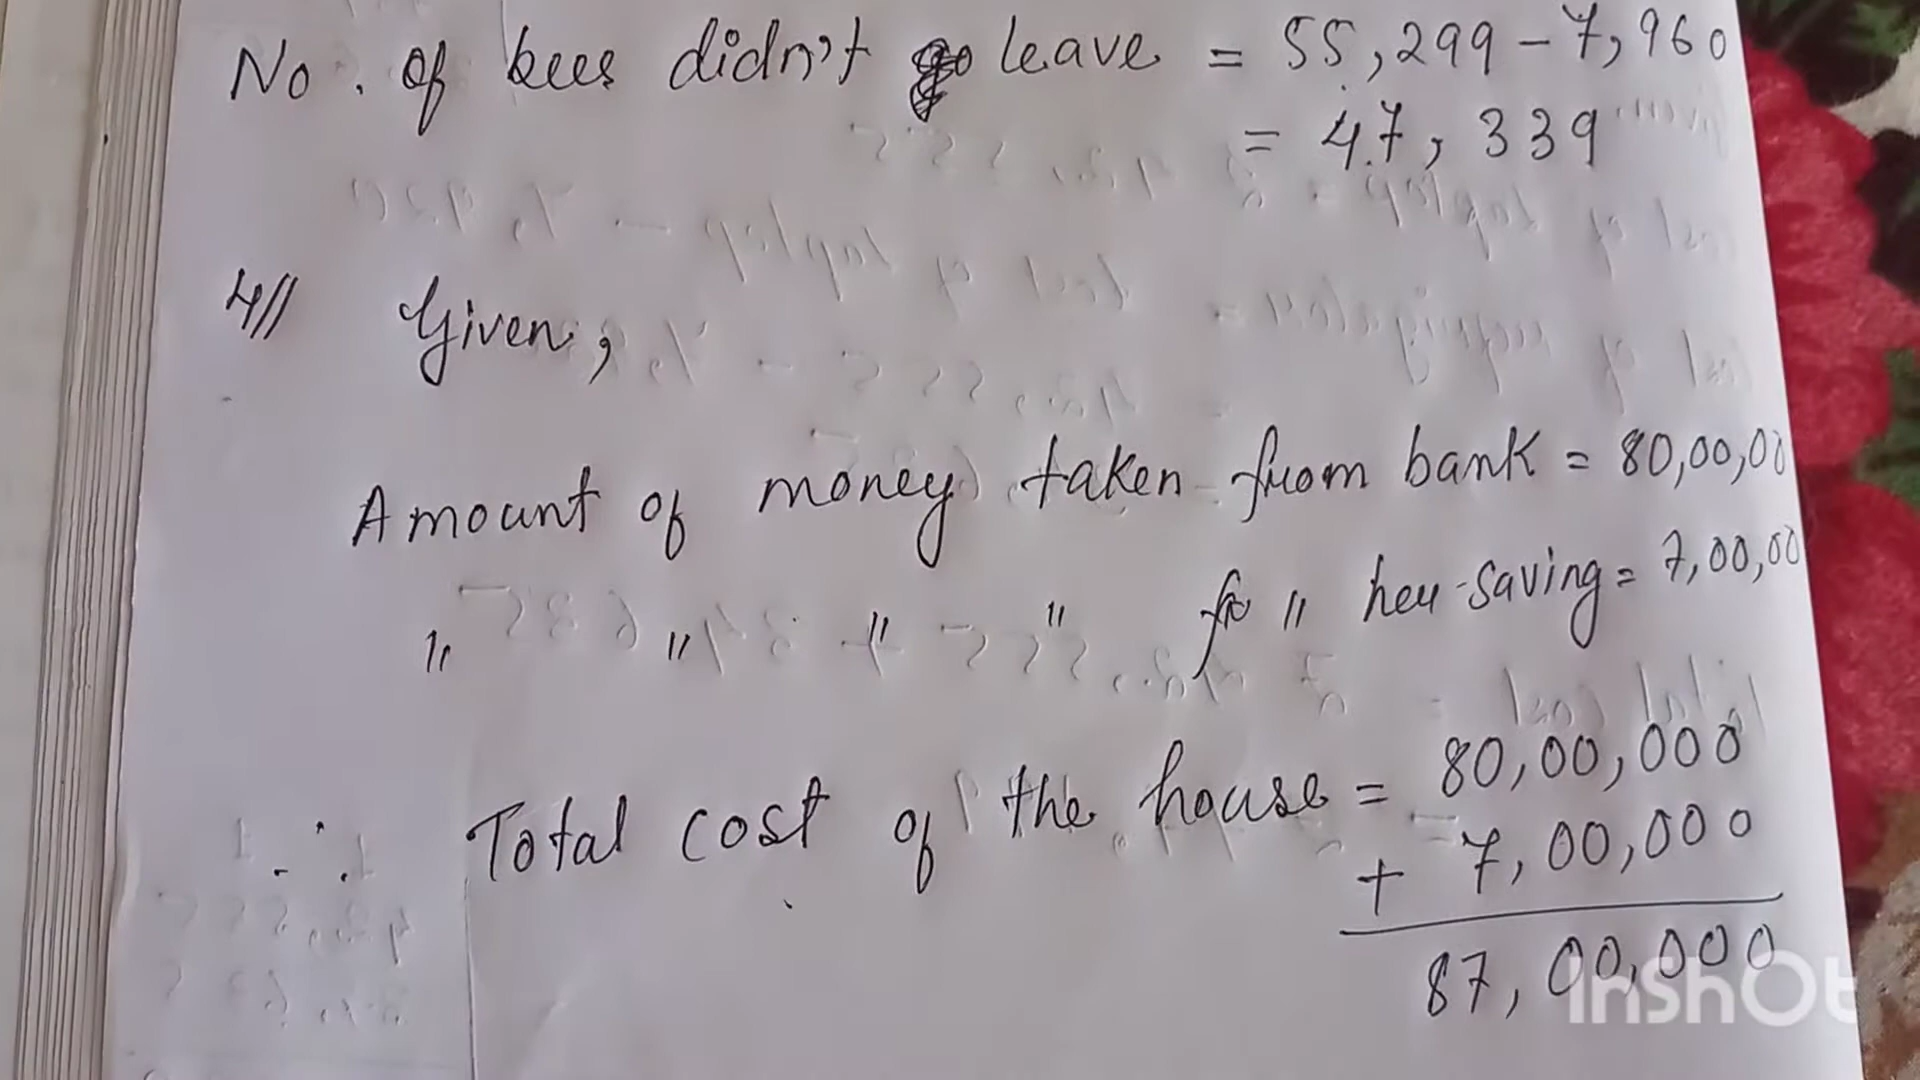 No. of bees didn't leave = 55,299 - 7,960
= 47,339
4// Given,
Amount of money taken from bank = 80,00,00
" " " " " her saving = 7,00,00
∴ Total cost of the house = 80,00,000
+ 7,00,000
87,00,000
InShOt